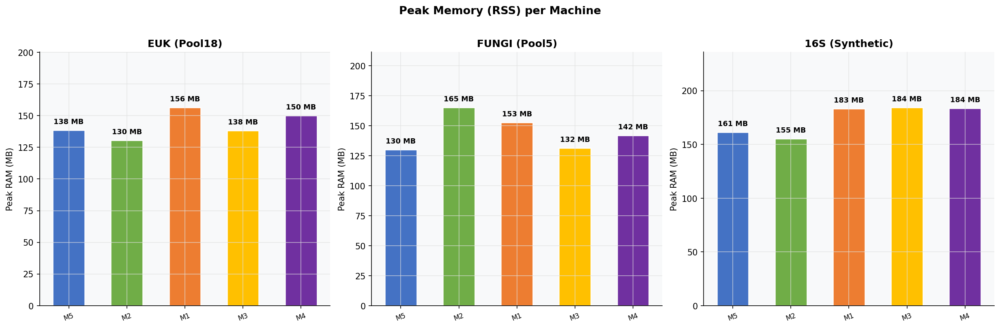 Peak Memory (RSS) per Machine
EUK (Pool18)
Peak RAM (MB)
200
175
150
125
100
75
50
25
0
138 MB
130 MB
156 MB
138 MB
150 MB
M5
M2
M1
M3
M4
FUNGI (Pool5)
Peak RAM (MB)
200
175
150
125
100
75
50
25
0
130 MB
165 MB
153 MB
132 MB
142 MB
M5
M2
M1
M3
M4
16S (Synthetic)
Peak RAM (MB)
200
150
100
50
0
161 MB
155 MB
183 MB
184 MB
184 MB
M5
M2
M1
M3
M4